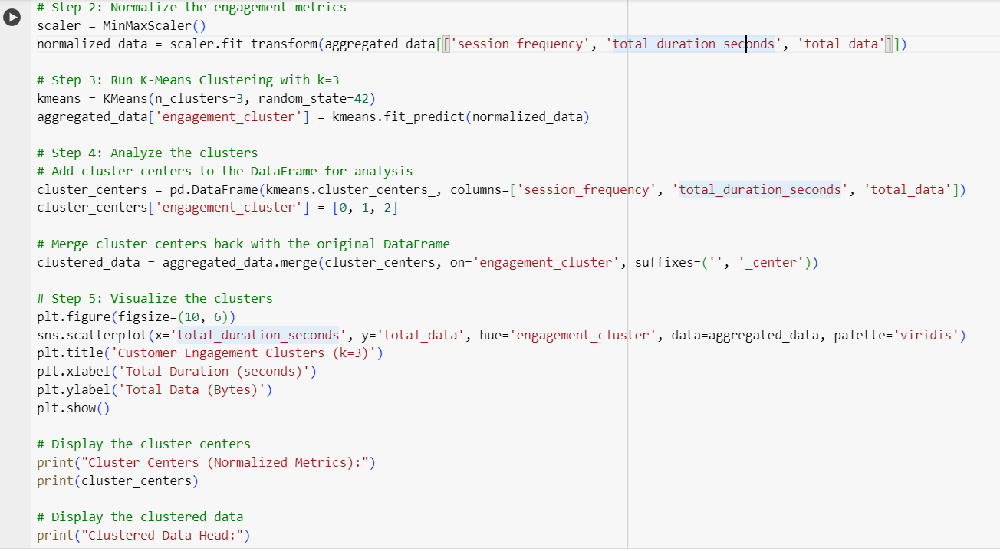 # Step 2: Normalize the engagement metrics
scaler = MinMaxScaler()
normalized_data = scaler.fit_transform(aggregated_data[['session_frequency', 'total_duration_seconds', 'total_data']])
# Step 3: Run K-Means Clustering with k=3
kmeans = KMeans(n_clusters=3, random_state=42)
aggregated_data['engagement_cluster'] = kmeans.fit_predict(normalized_data)
# Step 4: Analyze the clusters
# Add cluster centers to the DataFrame for analysis
cluster_centers = pd.DataFrame(kmeans.cluster_centers_, columns=['session_frequency', 'total_duration_seconds', 'total_data'])
cluster_centers['engagement_cluster'] = [0, 1, 2]
# Merge cluster centers back with the original DataFrame
clustered_data = aggregated_data.merge(cluster_centers, on='engagement_cluster', suffixes=('', '_center'))
# Step 5: Visualize the clusters
plt.figure(figsize=(10, 6))
sns.scatterplot(x='total_duration_seconds', y='total_data', hue='engagement_cluster', data=aggregated_data, palette='viridis')
plt.title('Customer Engagement Clusters (k=3)')
plt.xlabel('Total Duration (seconds)')
plt.ylabel('Total Data (Bytes)')
plt.show()
# Display the cluster centers
print("Cluster Centers (Normalized Metrics):")
print(cluster_centers)
# Display the clustered data
print("Clustered Data Head:")